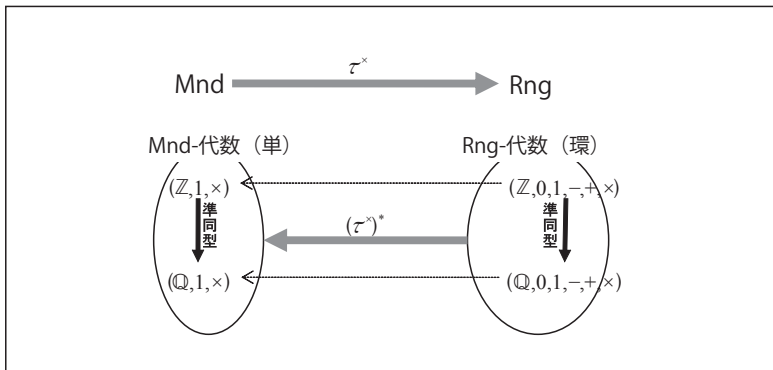 τ×
Mnd Rng
Mnd-代数（単） Rng-代数（環）
(ℤ,1,×) (ℤ,0,1,−,+,×)
準同型 準同型
(τ×)*
(ℚ,1,×) (ℚ,0,1,−,+,×)